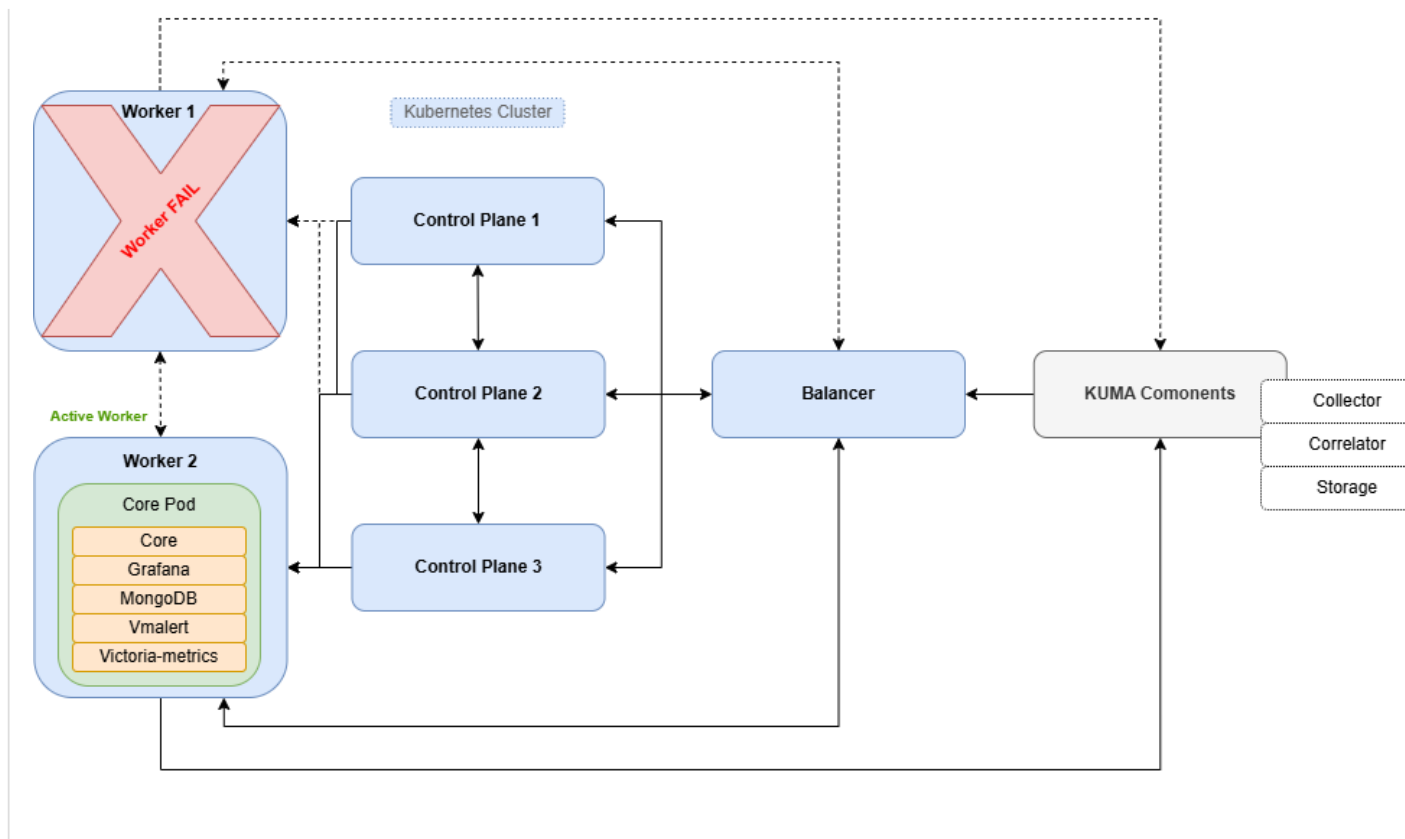 Worker 1
Worker FAIL
Kubernetes Cluster
Control Plane 1
Control Plane 2
Control Plane 3
Balancer
KUMA Comonents
Collector
Correlator
Storage
Active Worker
Worker 2
Core Pod
Core
Grafana
MongoDB
Vmalert
Victoria-metrics